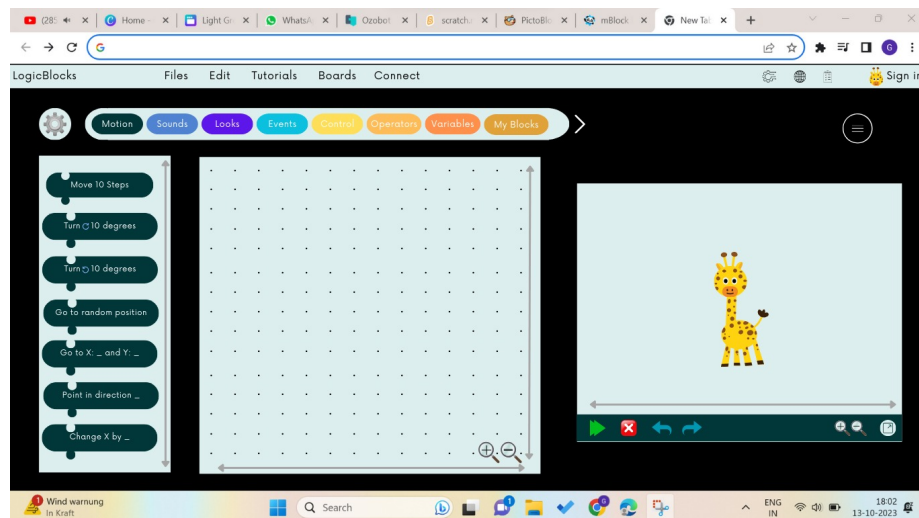 (285
Home -
Light Gr
WhatsA
Ozobot
scratch.
PictoBlo
mBlock
New Tab
G
G
LogicBlocks
Files
Edit
Tutorials
Boards
Connect
Sign in
Motion
Sounds
Looks
Events
Control
Operators
Variables
My Blocks
Move 10 Steps
Turn 10 degrees
Turn 10 degrees
Go to random position
Go to X: _ and Y: _
Point in direction _
Change X by _
1
Wind warnung
In Kraft
Search
b
1
G
ENG
IN
18:02
13-10-2023